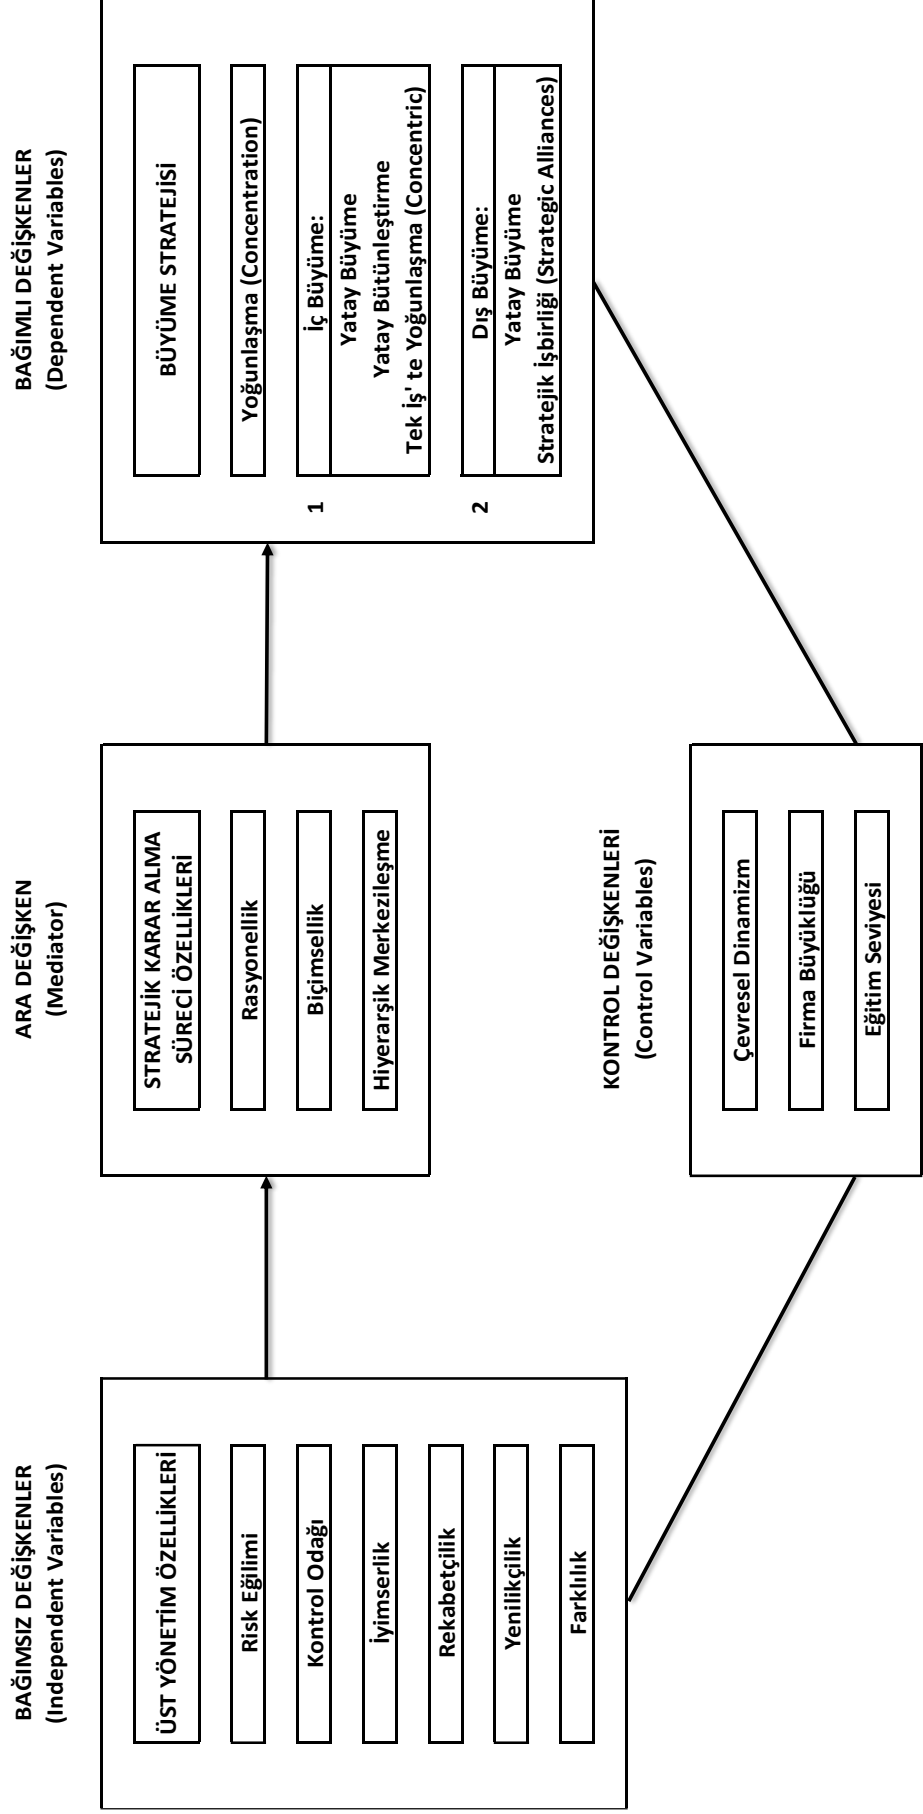 BAĞIMSIZ DEĞİŞKENLER
(Independent Variables)
ÜST YÖNETİM ÖZELLİKLERİ
Risk Eğilimi
Kontrol Odağı
İyimserlik
Rekabetçilik
Yenilikçilik
Farklılık
ARA DEĞİŞKEN
(Mediator)
STRATEJİK KARAR ALMA
SÜRECİ ÖZELLİKLERİ
Rasyonellik
Biçimsellik
Hiyerarşik Merkezileşme
KONTROL DEĞİŞKENLERİ
(Control Variables)
Çevresel Dinamizm
Firma Büyüklüğü
Eğitim Seviyesi
BAĞIMLI DEĞİŞKENLER
(Dependent Variables)
BÜYÜME STRATEJİSİ
Yoğunlaşma (Concentration)
1 İç Büyüme:
Yatay Büyüme
Yatay Bütünleştirme
Tek İş' te Yoğunlaşma (Concentric)
2 Dış Büyüme:
Yatay Büyüme
Stratejik İşbirliği (Strategic Alliances)